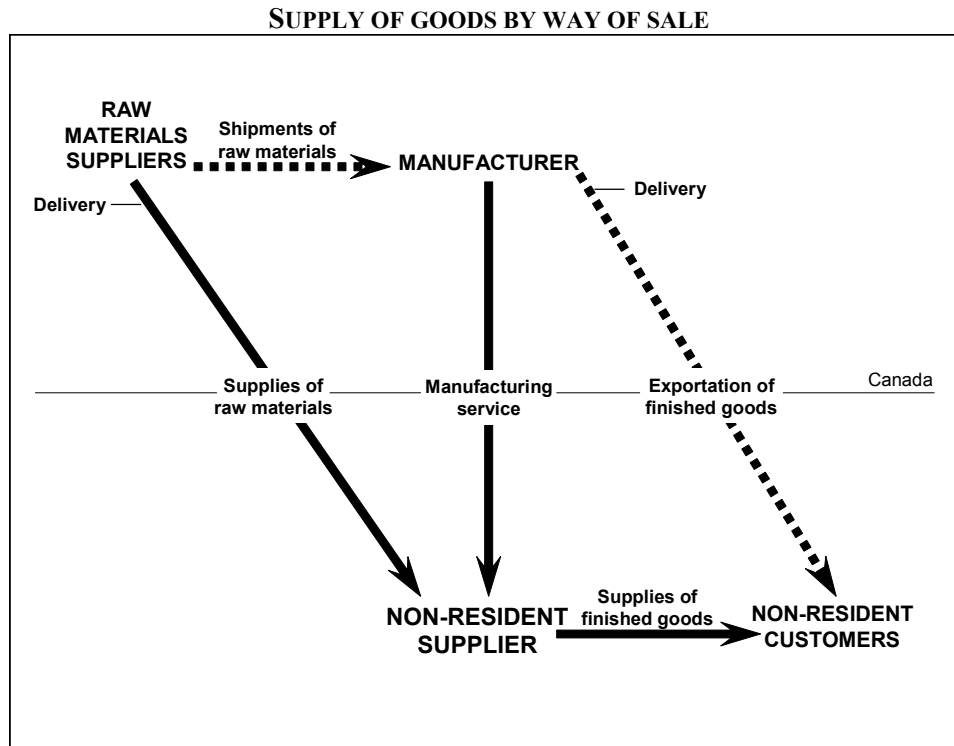 SUPPLY OF GOODS BY WAY OF SALE
RAW
MATERIALS
SUPPLIERS
Shipments of
raw materials
MANUFACTURER
Delivery
Delivery
Supplies of
raw materials
Manufacturing
service
Exportation of
finished goods
Canada
NON-RESIDENT
SUPPLIER
Supplies of
finished goods
NON-RESIDENT
CUSTOMERS